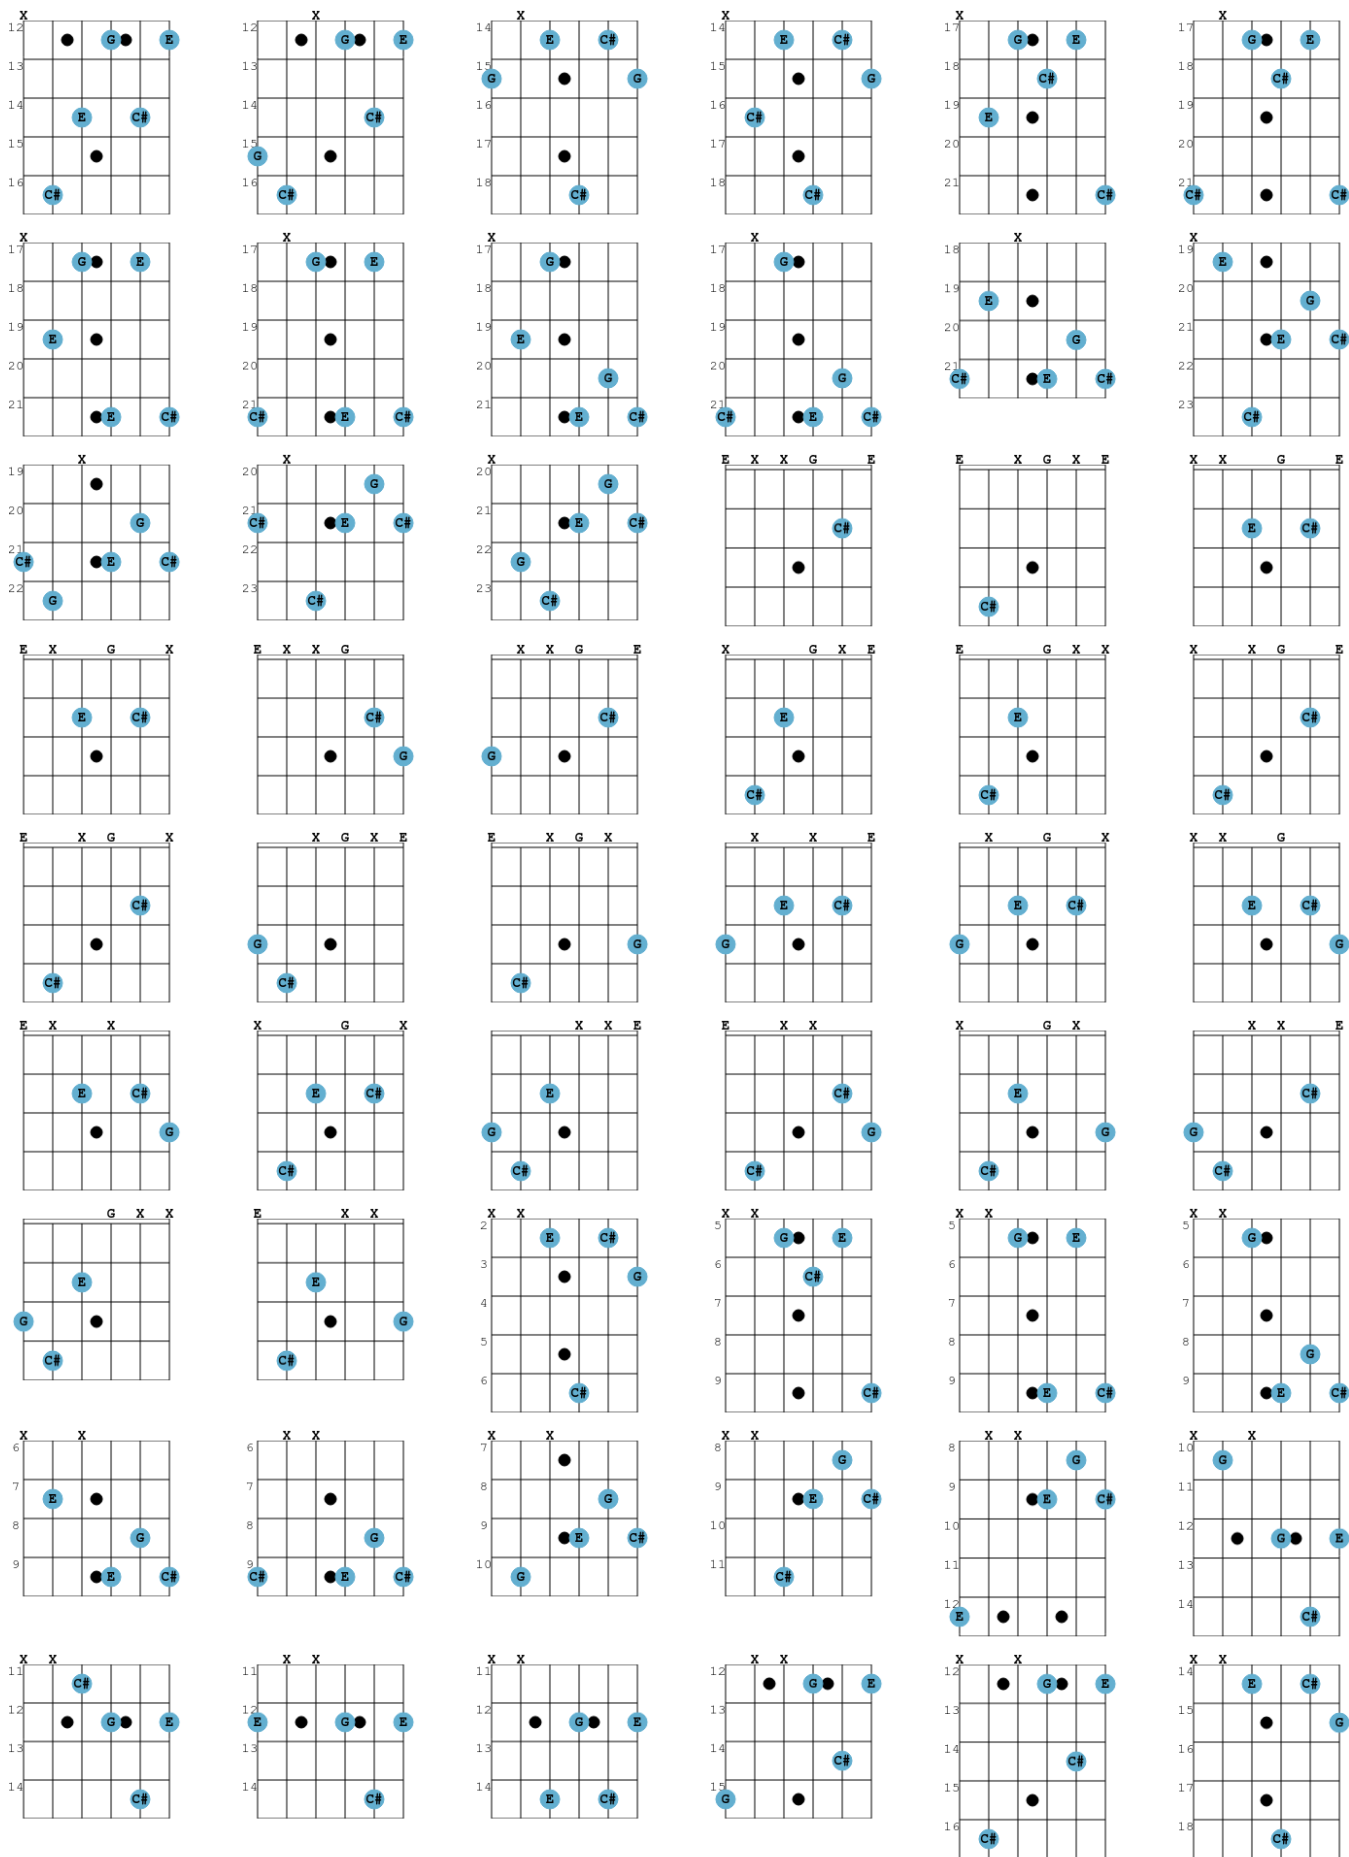 X X X X X X
12 G E 12 G E 14 E C# 14 E C# 17 G E 17 G E
13 13 15 G G 15 G 18 C# 18 C#
14 E C# 14 C# 16 16 C# 19 E 19
15 15 G 17 17 20 20
16 C# 16 C# 18 C# 18 C# 21 C# 21 C# C#
X X X X X X
17 G E 17 G E 17 G 17 G 18 19 E
18 18 18 18 19 E 20 G
19 E 19 19 E 19 20 G 21 E C#
20 20 20 G 20 G 21 C# E C# 22
21 E C# 21 C# E C# 21 E C# 21 C# E C# 23 C#
X X X E X X G E E X G X E X X G E
19 20 G 20 G
20 G 21 C# E C# 21 E C# C# E C#
21 C# E C# 22 22 G
22 G 23 C# 23 C# C#
E X G X E X X G X X G E X G X E E G X X X X G E
E C# C# C# E E C#
G G
C# C# C#
E X G X X G X E E X G X X X E X G X X X G
C# E C# E C# E C#
G G G G G
C# C# C#
E X X X G X X X E E X X X G X X X E
E C# E C# E C# E C#
G G G G G
C# C# C# C# C#
G X X E X X X X X X X X X X
2 E C# 5 G E 5 G E 5 G
E E 3 G 6 C# 6 6
G G 4 7 7 7
C# C# 5 8 8 8 G
6 C# 9 C# 9 E C# 9 E C#
X X X X X X X X X X X X
6 6 7 8 G 8 G 10 G
7 E 7 8 G 9 E C# 9 E C# 11
8 G 8 G 9 E C# 10 10 12 G E
9 E C# 9 C# E C# 10 G 11 C# 11 13
12 E 14 C#
X X X X X X X X X X X X
11 C# 11 11 12 G E 12 G E 14 E C#
12 G E 12 E G E 12 G E 13 13 15 G
13 13 13 14 C# 14 C# 16
14 C# 14 C# 14 E C# 15 G 15 17
16 C# 18 C#